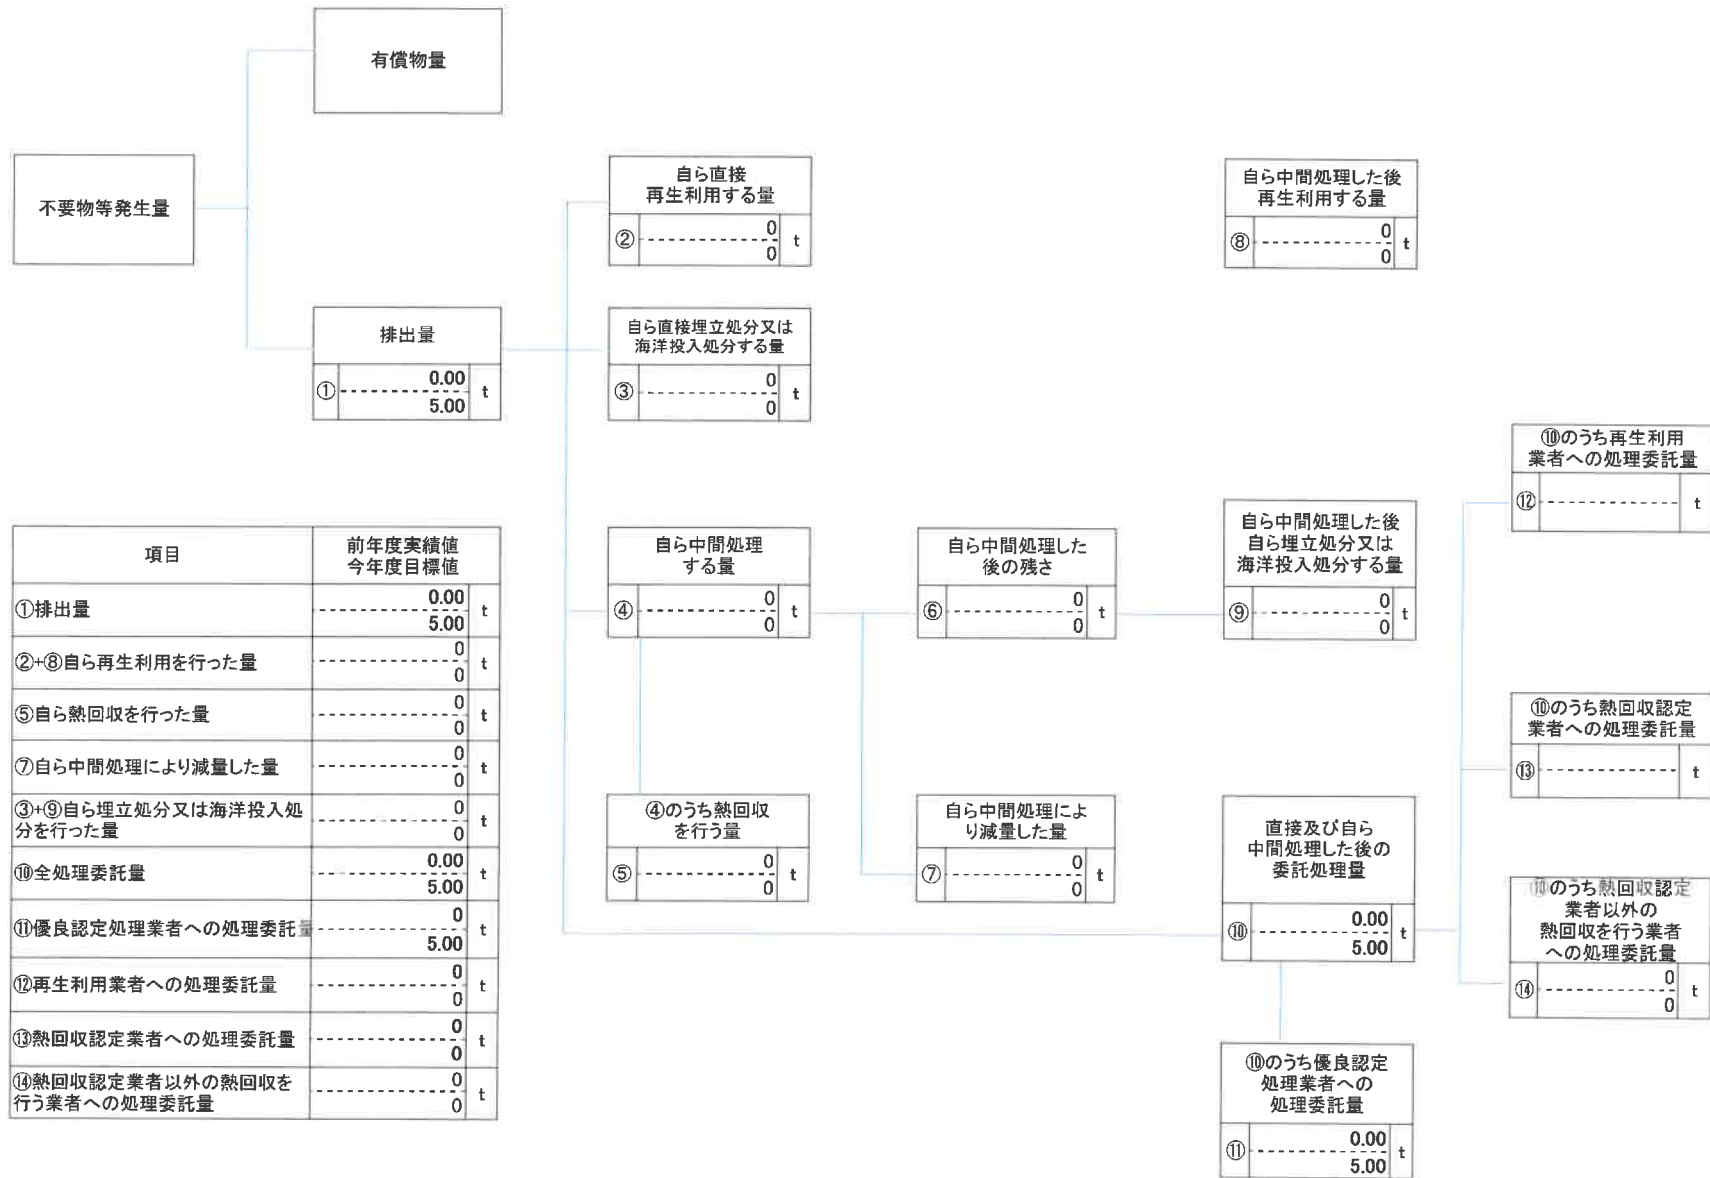 有償物量
不要物等発生量
排出量
①
0.00
5.00
t
自ら直接
再生利用する量
②
0
0
t
自ら直接埋立処分又は
海洋投入処分する量
③
0
0
t
自ら中間処理した後
再生利用する量
⑧
0
0
t
自ら中間処理
する量
④
0
0
t
自ら中間処理した
後の残さ
⑥
0
0
t
自ら中間処理した後
自ら埋立処分又は
海洋投入処分する量
⑨
0
0
t
④のうち熱回収
を行う量
⑤
0
0
t
自ら中間処理によ
り減量した量
⑦
0
0
t
直接及び自ら
中間処理した後の
委託処理量
⑩
0.00
5.00
t
⑩のうち優良認定
処理業者への
処理委託量
⑪
0.00
5.00
t
⑩のうち再生利用
業者への処理委託量
⑫
t
⑩のうち熱回収認定
業者への処理委託量
⑬
t
⑩のうち熱回収認定
業者以外の
熱回収を行う業者
への処理委託量
⑭
0
0
t
項目
前年度実績値
今年度目標値
①排出量
0.00
5.00
t
②+⑧自ら再生利用を行った量
0
0
t
⑤自ら熱回収を行った量
0
0
t
⑦自ら中間処理により減量した量
0
0
t
③+⑨自ら埋立処分又は海洋投入処
分を行った量
0
0
t
⑩全処理委託量
0.00
5.00
t
⑪優良認定処理業者への処理委託量
0
5.00
t
⑫再生利用業者への処理委託量
0
0
t
⑬熱回収認定業者への処理委託量
0
0
t
⑭熱回収認定業者以外の熱回収を
行う業者への処理委託量
0
0
t